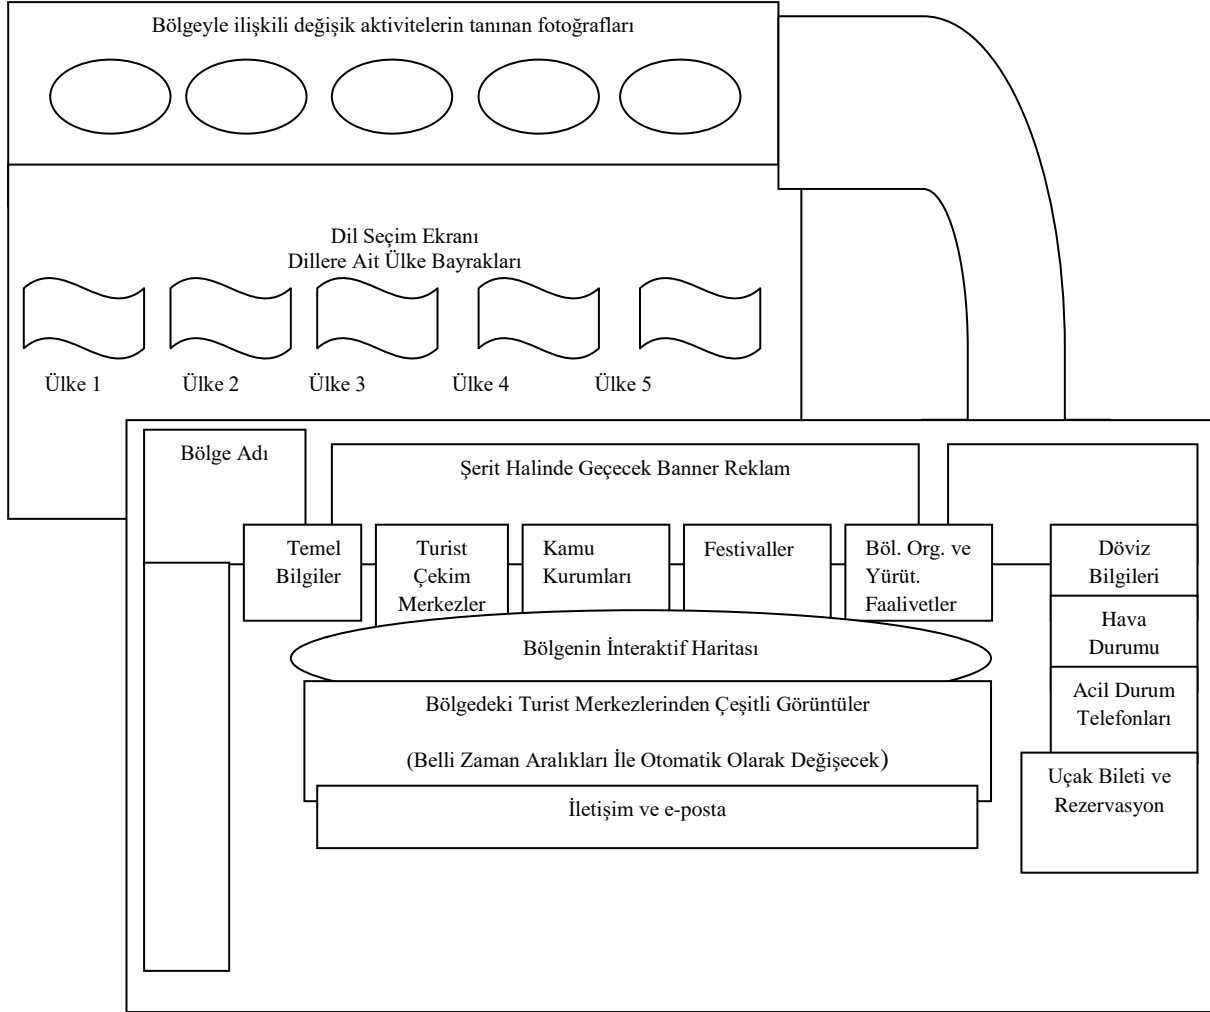 Bölgeyle ilişkili değişik aktivitelerin tanınan fotoğrafları
Dil Seçim Ekranı
Dillere Ait Ülke Bayrakları
Ülke 1
Ülke 2
Ülke 3
Ülke 4
Ülke 5
Bölge Adı
Şerit Halinde Geçecek Banner Reklam
Temel
Bilgiler
Turist
Çekim
Merkezler
Kamu
Kurumları
Festivaller
Böl. Org. ve
Yürüt.
Faalivetler
Döviz
Bilgileri
Hava
Durumu
Acil Durum
Telefonları
Uçak Bileti ve
Rezervasyon
Bölgenin İnteraktif Haritası
Bölgedeki Turist Merkezlerinden Çeşitli Görüntüler
(Belli Zaman Aralıkları İle Otomatik Olarak Değişecek)
İletişim ve e-posta